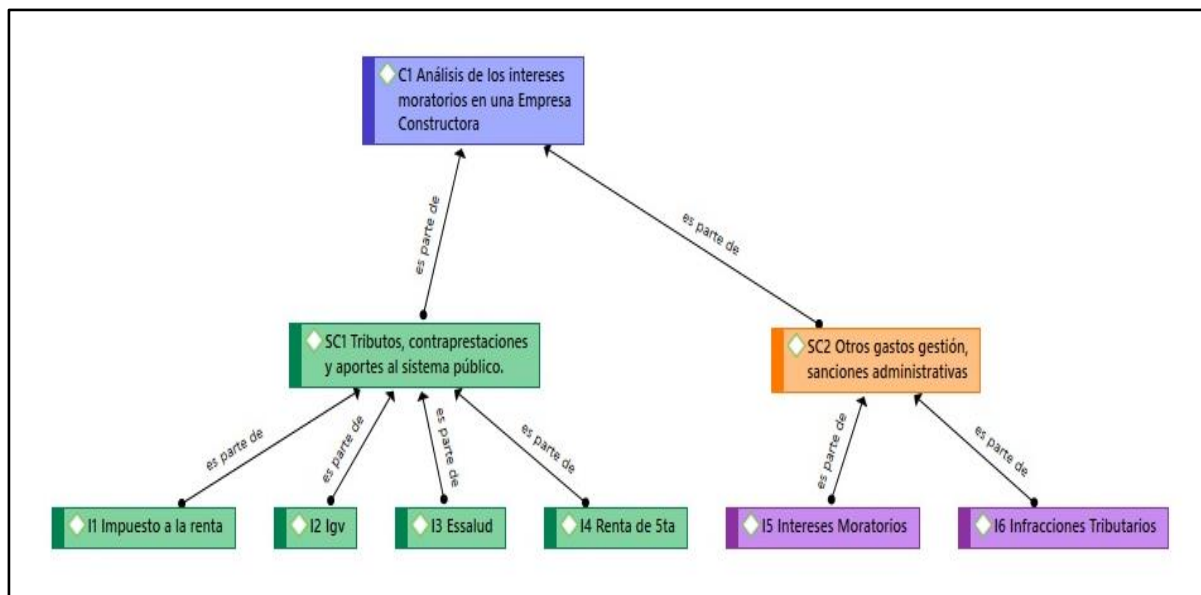 C1 Análisis de los intereses
moratorios en una Empresa
Constructora
es parte de
es parte de
SC1 Tributos, contraprestaciones
y aportes al sistema público.
SC2 Otros gastos gestión,
sanciones administrativas
es parte de
es parte de
es parte de
es parte de
es parte de
es parte de
I1 Impuesto a la renta
I2 Igv
I3 Essalud
I4 Renta de 5ta
I5 Intereses Moratorios
I6 Infracciones Tributarios